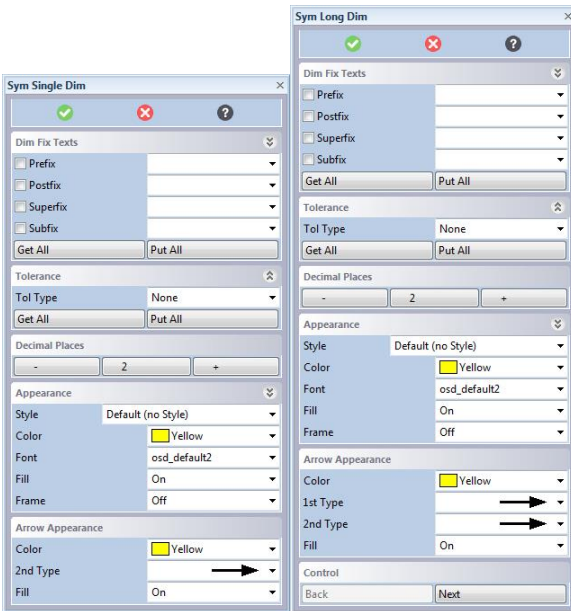 Sym Single Dim
Dim Fix Texts
Prefix
Postfix
Superfix
Subfix
Get All Put All
Tolerance
Tol Type None
Get All Put All
Decimal Places
- 2 +
Appearance
Style Default (no Style)
Color Yellow
Font osd_default2
Fill On
Frame Off
Arrow Appearance
Color Yellow
2nd Type
Fill On
Sym Long Dim
Dim Fix Texts
Prefix
Postfix
Superfix
Subfix
Get All Put All
Tolerance
Tol Type None
Get All Put All
Decimal Places
- 2 +
Appearance
Style Default (no Style)
Color Yellow
Font osd_default2
Fill On
Frame Off
Arrow Appearance
Color Yellow
1st Type
2nd Type
Fill On
Control
Back Next